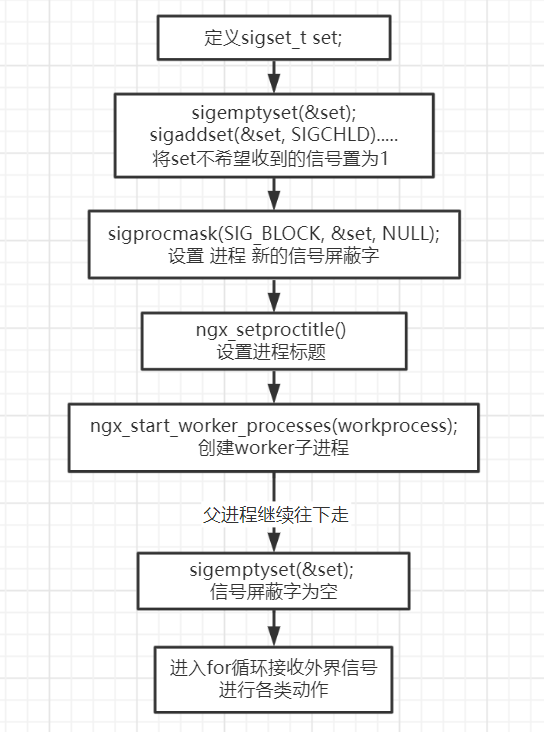 定义sigset_t set;
sigemptyset(&set);
sigaddset(&set, SIGCHLD).....
将set不希望收到的信号置为1
sigprocmask(SIG_BLOCK, &set, NULL);
设置 进程 新的信号屏蔽字
ngx_setproctitle()
设置进程标题
ngx_start_worker_processes(workprocess);
创建worker子进程
父进程继续往下走
sigemptyset(&set);
信号屏蔽字为空
进入for循环接收外界信号
进行各类动作